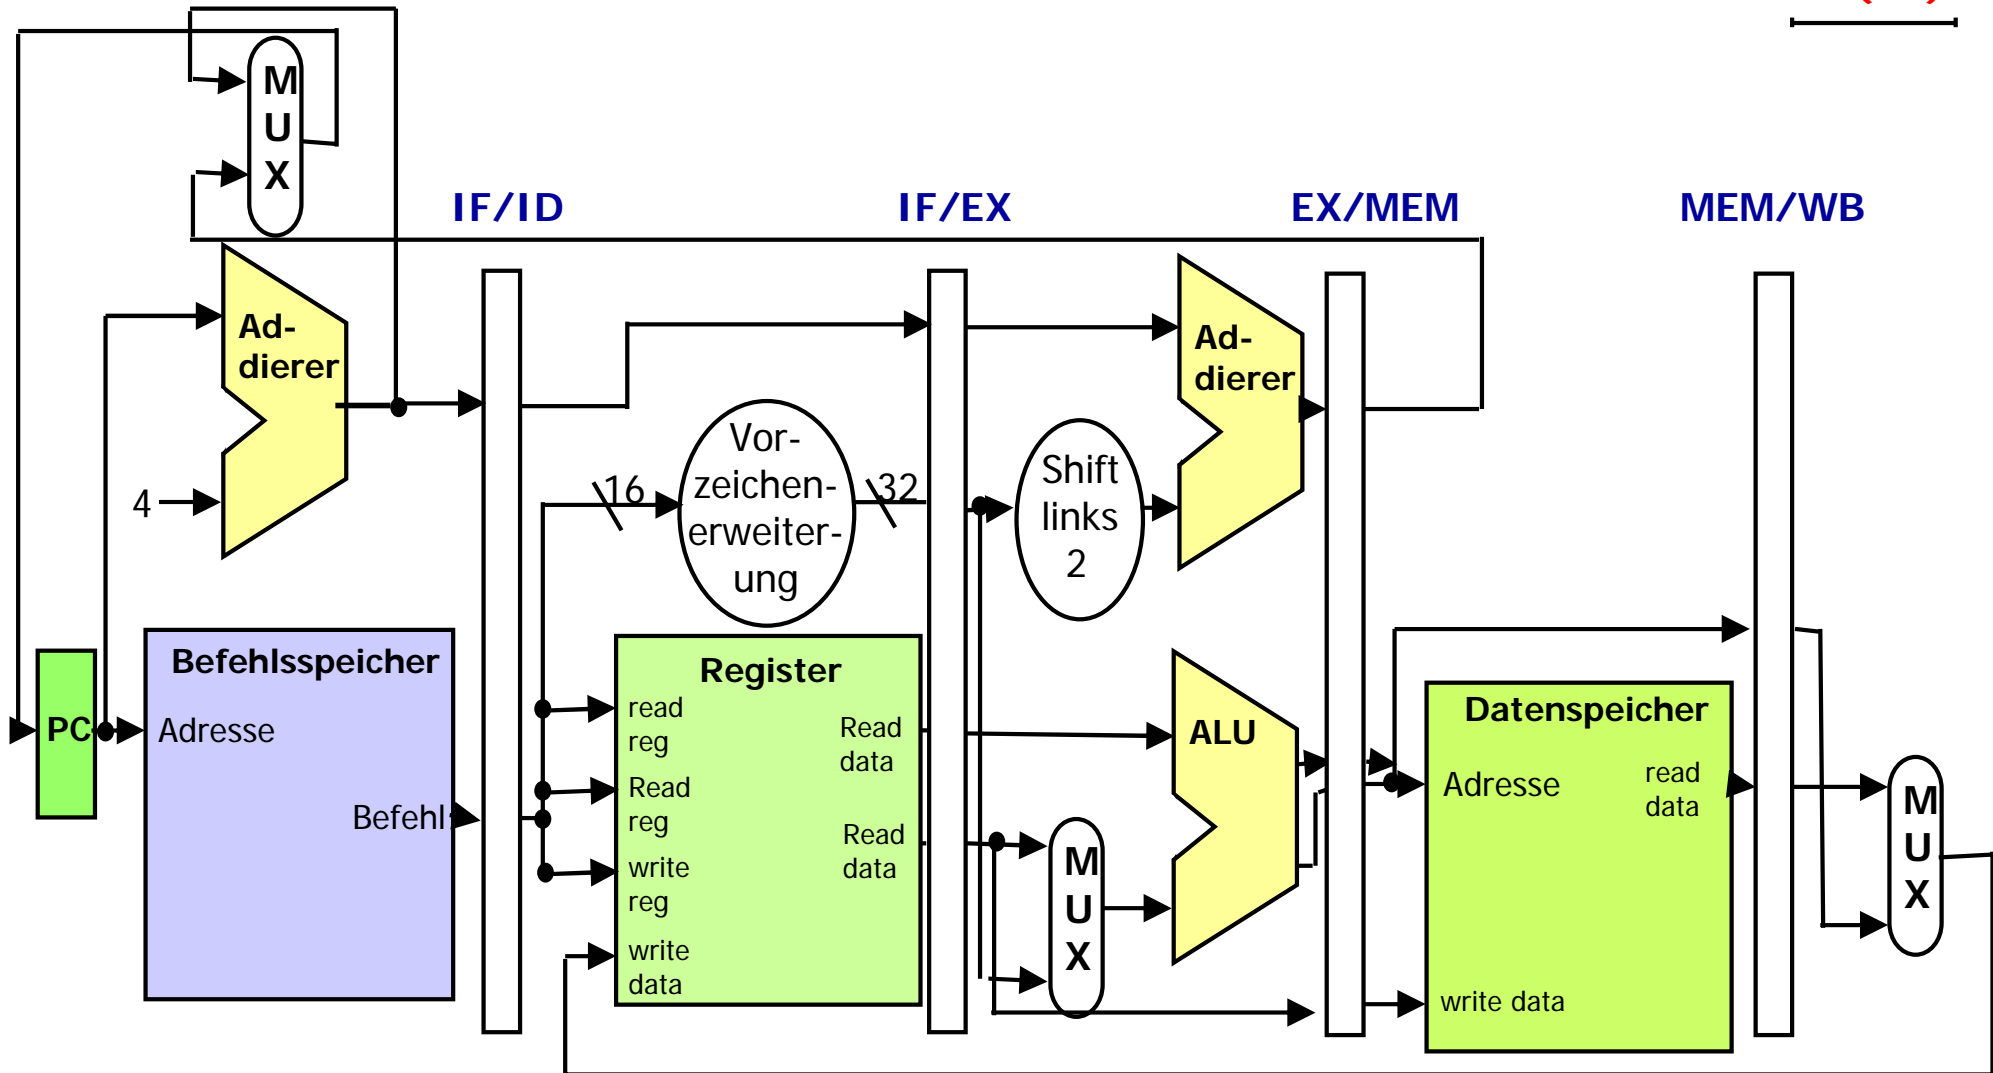 M
U
X
IF/ID
IF/EX
EX/MEM
MEM/WB
Ad-
dierer
4
16
Vor-
zeichen-
erweiter-
ung
32
Shift
links
2
Ad-
dierer
PC
Befehlsspeicher
Adresse
Befehl
Register
read
reg
Read
reg
write
reg
write
data
Read
data
Read
data
M
U
X
ALU
Datenspeicher
Adresse
read
data
write data
M
U
X